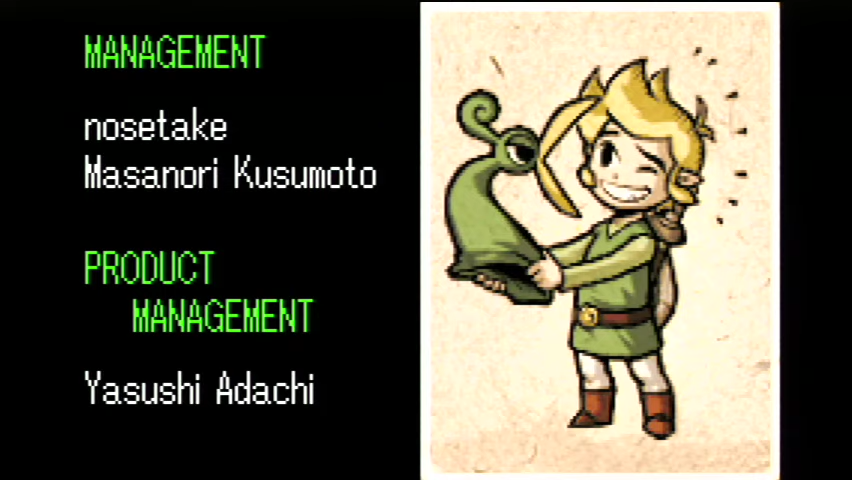 MANAGEMENT
nosetake
Masanori Kusumoto
PRODUCT
MANAGEMENT
Yasushi Adachi